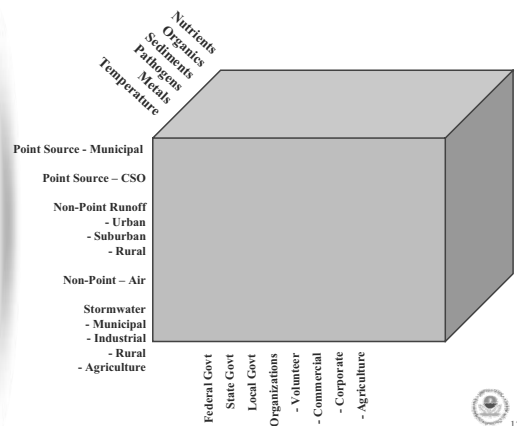 Nutrients
Organics
Sediments
Pathogens
Metals
Temperature
Point Source - Municipal
Point Source – CSO
Non-Point Runoff
- Urban
- Suburban
- Rural
Non-Point – Air
Stormwater
- Municipal
- Industrial
- Rural
- Agriculture
Federal Govt
State Govt
Local Govt
Organizations
- Volunteer
- Commercial
- Corporate
- Agriculture